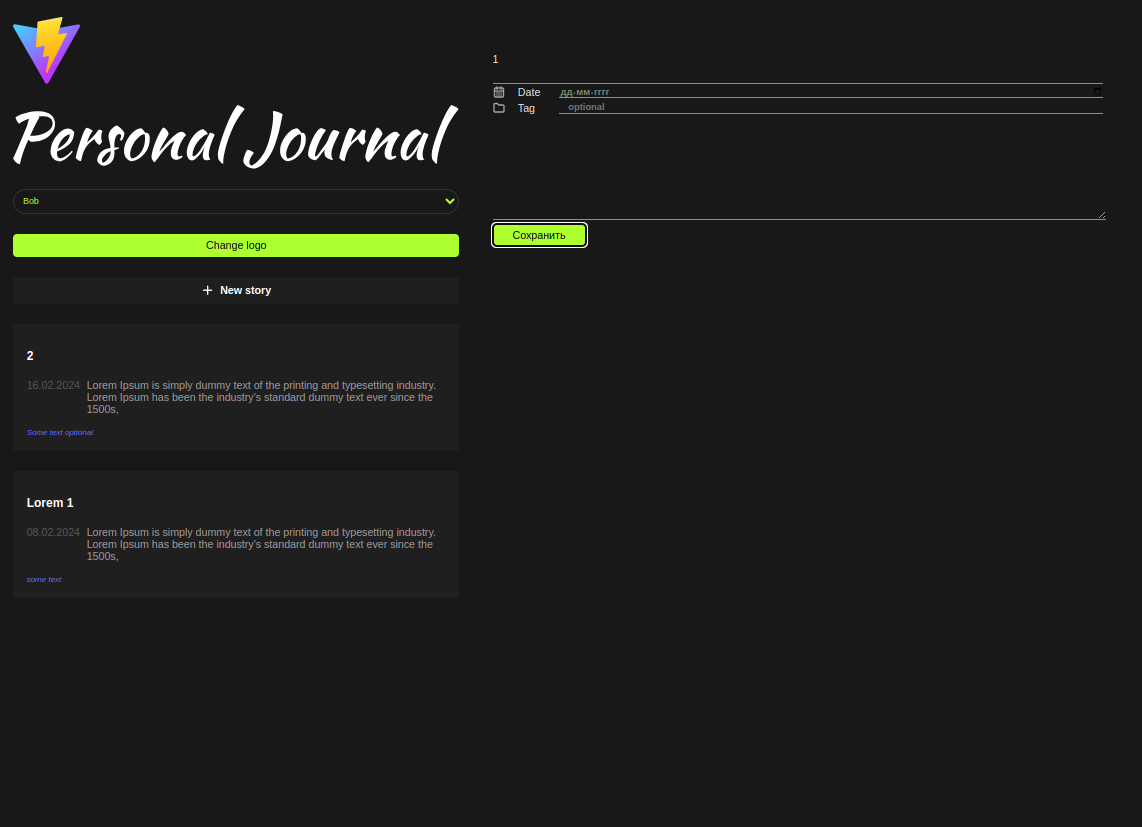 Personal Journal
Bob
Change logo
New story
2
16.02.2024
Lorem Ipsum is simply dummy text of the printing and typesetting industry.
Lorem Ipsum has been the industry's standard dummy text ever since the
1500s,
Some text optional
Lorem 1
08.02.2024
Lorem Ipsum is simply dummy text of the printing and typesetting industry.
Lorem Ipsum has been the industry's standard dummy text ever since the
1500s,
some text
1
Date дд.мм.гггг
Tag optional
Сохранить